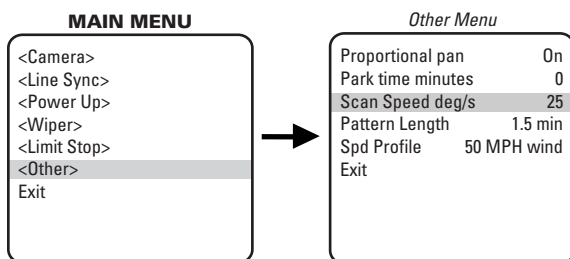 MAIN MENU
<Camera>
<Line Sync>
<Power Up>
<Wiper>
<Limit Stop>
<Other>
Exit
Other Menu
Proportional pan On
Park time minutes 0
Scan Speed deg/s 25
Pattern Length 1.5 min
Spd Profile 50 MPH wind
Exit